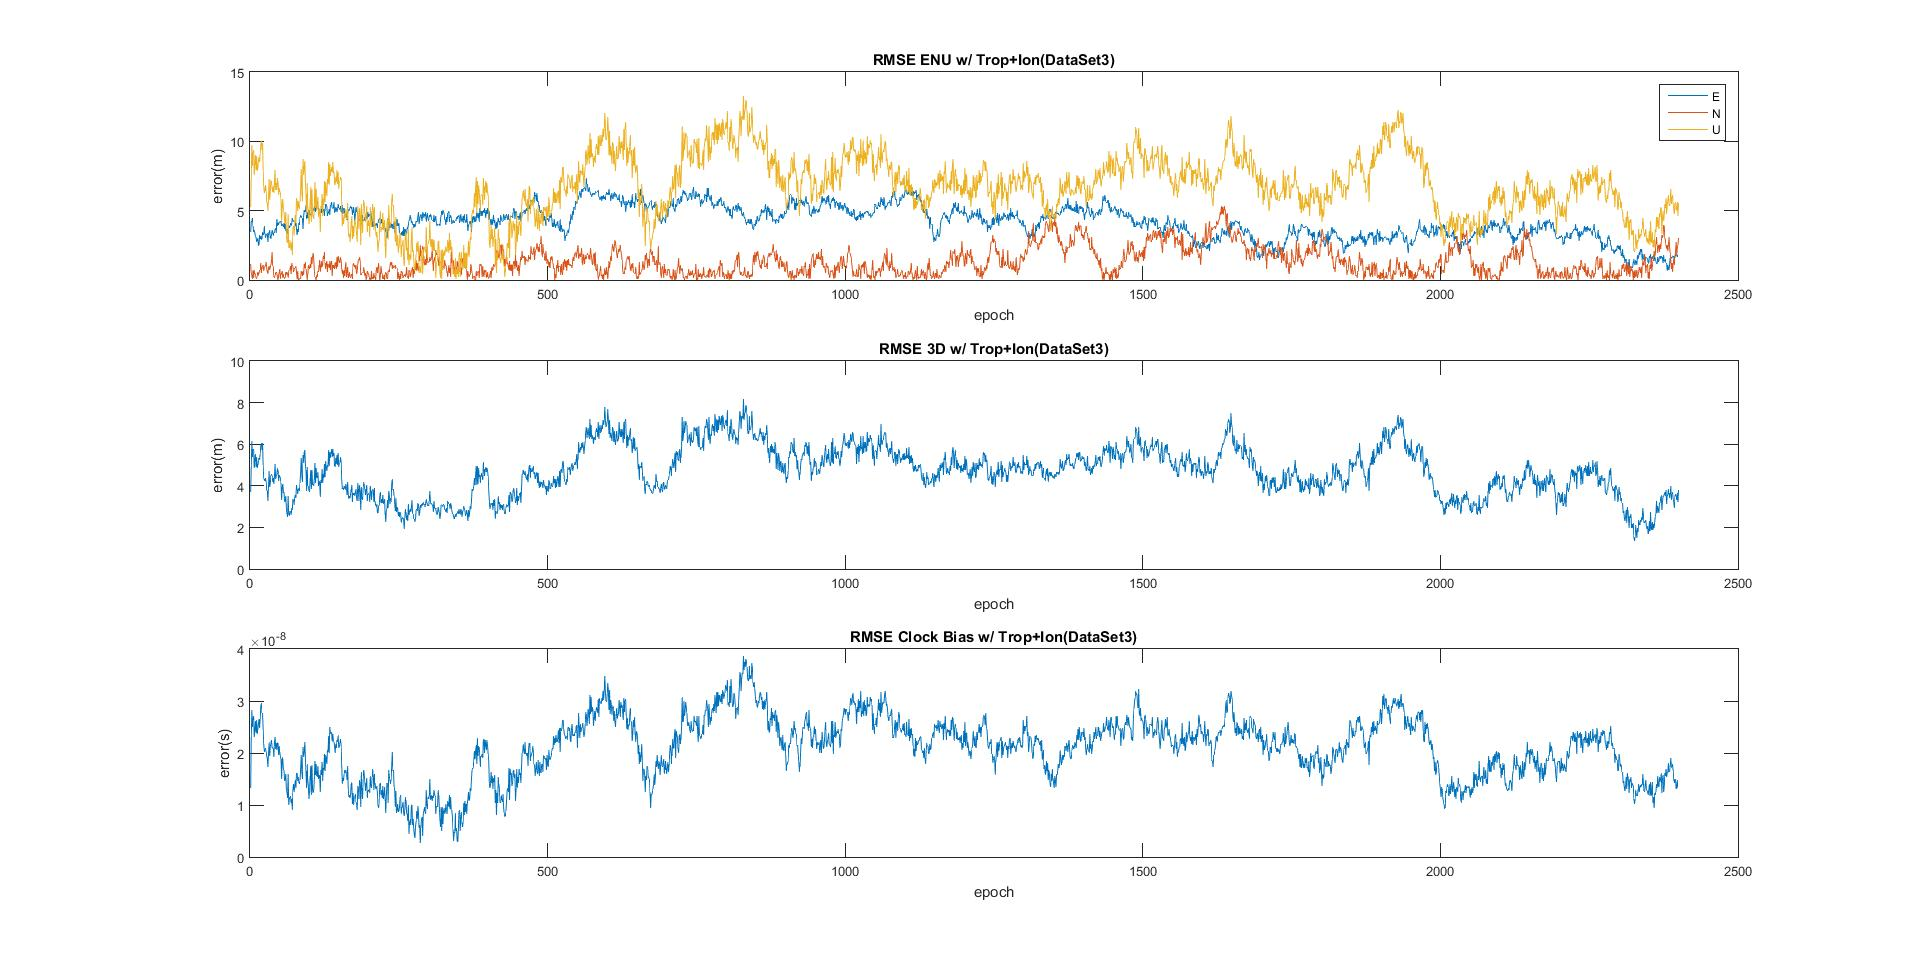 RMSE ENU w/ Trop+Ion(DataSet3)
15
10
5
0
error(m)
E
N
U
0 500 1000 1500 2000 2500
epoch
RMSE 3D w/ Trop+Ion(DataSet3)
10
8
6
4
2
0
error(m)
0 500 1000 1500 2000 2500
epoch
RMSE Clock Bias w/ Trop+Ion(DataSet3)
×10⁻⁸
4
3
2
1
0
error(s)
0 500 1000 1500 2000 2500
epoch